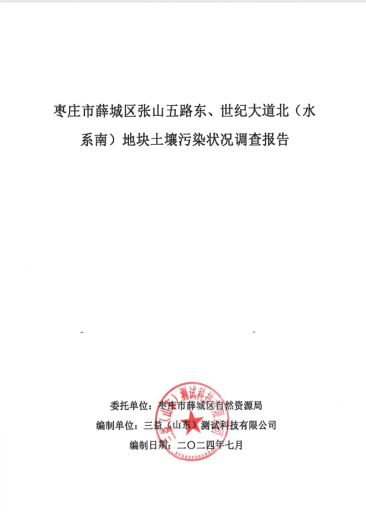 枣庄市薛城区张山五路东、世纪大道北（水
系南）地块土壤污染状况调查报告
委托单位：枣庄市薛城区自然资源局
编制单位：三益（山东）测试科技有限公司
编制日期：二〇二四年七月